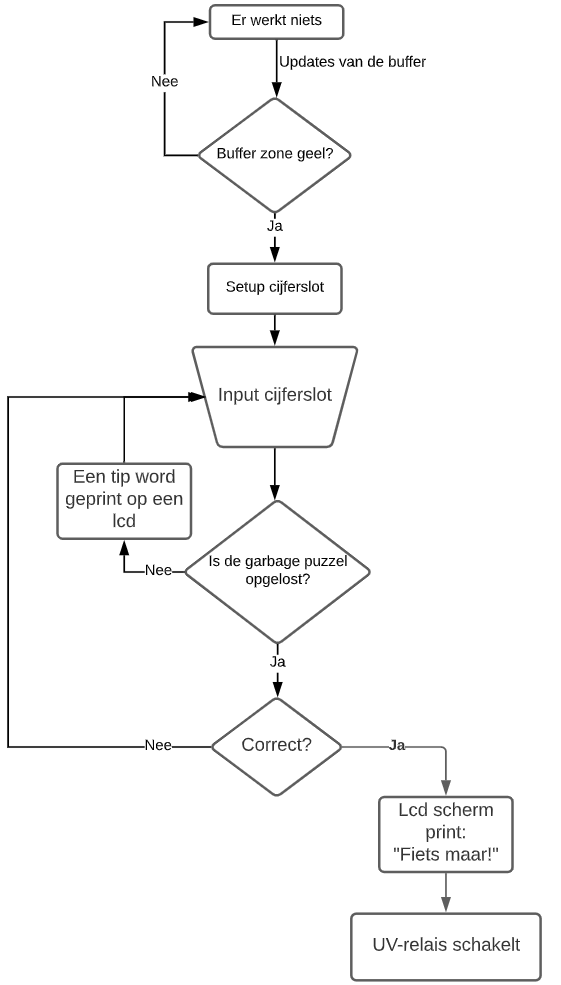 Er werkt niets
Updates van de buffer
Nee
Buffer zone geel?
Ja
Setup cijferslot
Input cijferslot
Een tip word
geprint op een
lcd
Is de garbage puzzel
opgelost?
Nee
Ja
Nee
Correct?
Ja
Lcd scherm
print:
"Fiets maar!"
UV-relais schakelt